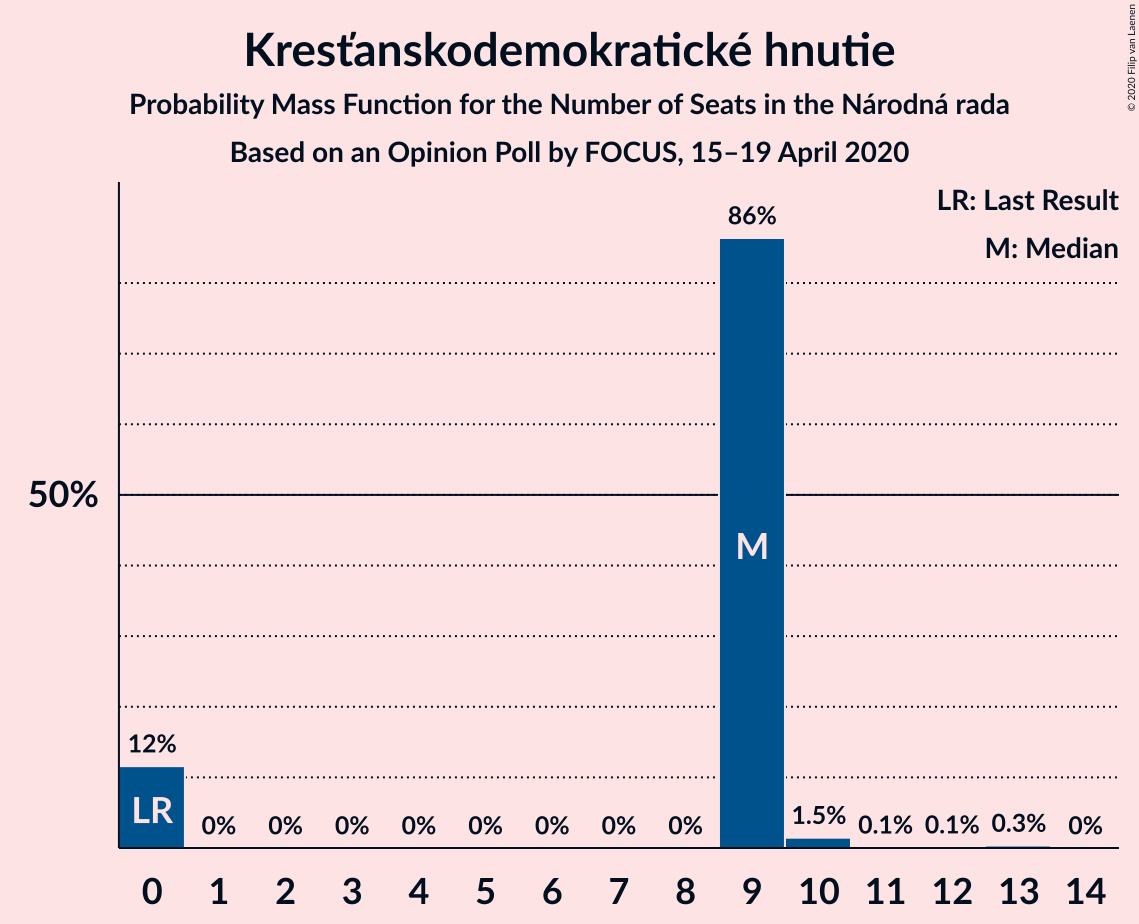 Kresťanskodemokratické hnutie
Probability Mass Function for the Number of Seats in the Národná rada
Based on an Opinion Poll by FOCUS, 15–19 April 2020
© 2020 Filip van Laenen
LR: Last Result
M: Median
86%
50%
M
12%
LR
0% 0% 0% 0% 0% 0% 0% 0% 1.5% 0.1% 0.1% 0.3% 0%
0 1 2 3 4 5 6 7 8 9 10 11 12 13 14